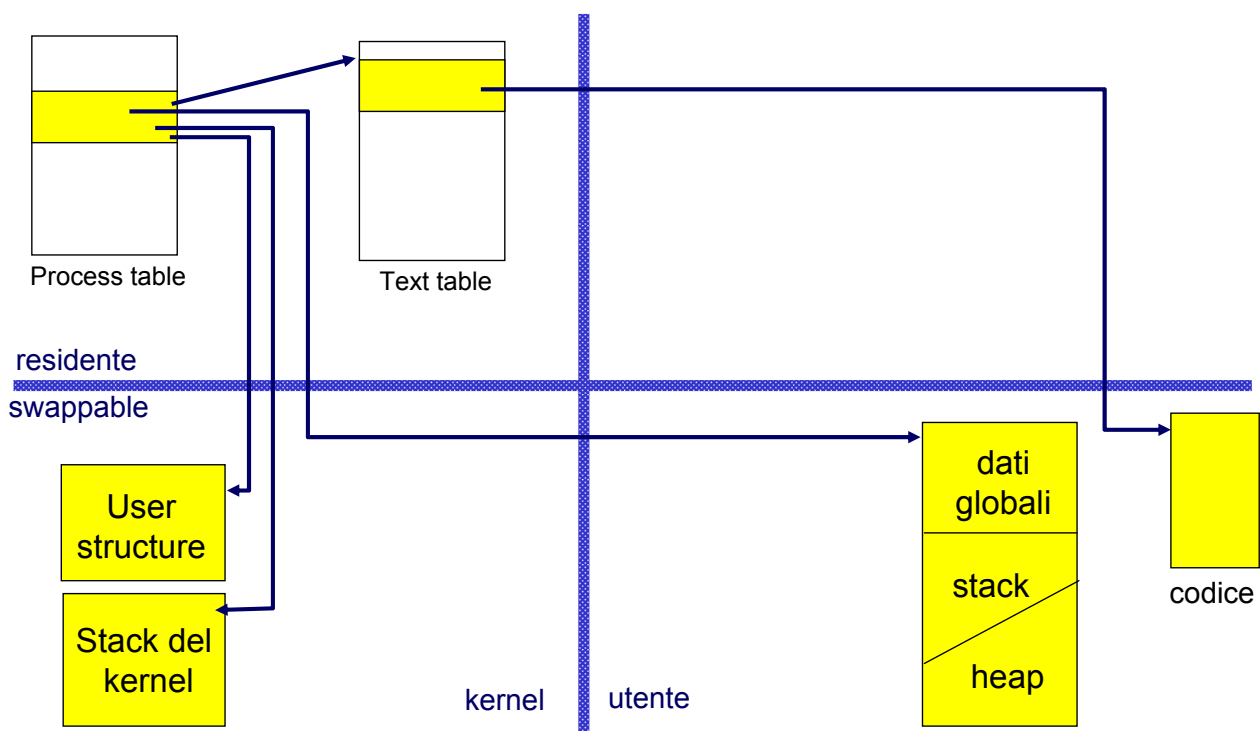 Process table
Text table
residente
swappable
User
structure
Stack del
kernel
kernel
utente
dati
globali
stack
heap
codice